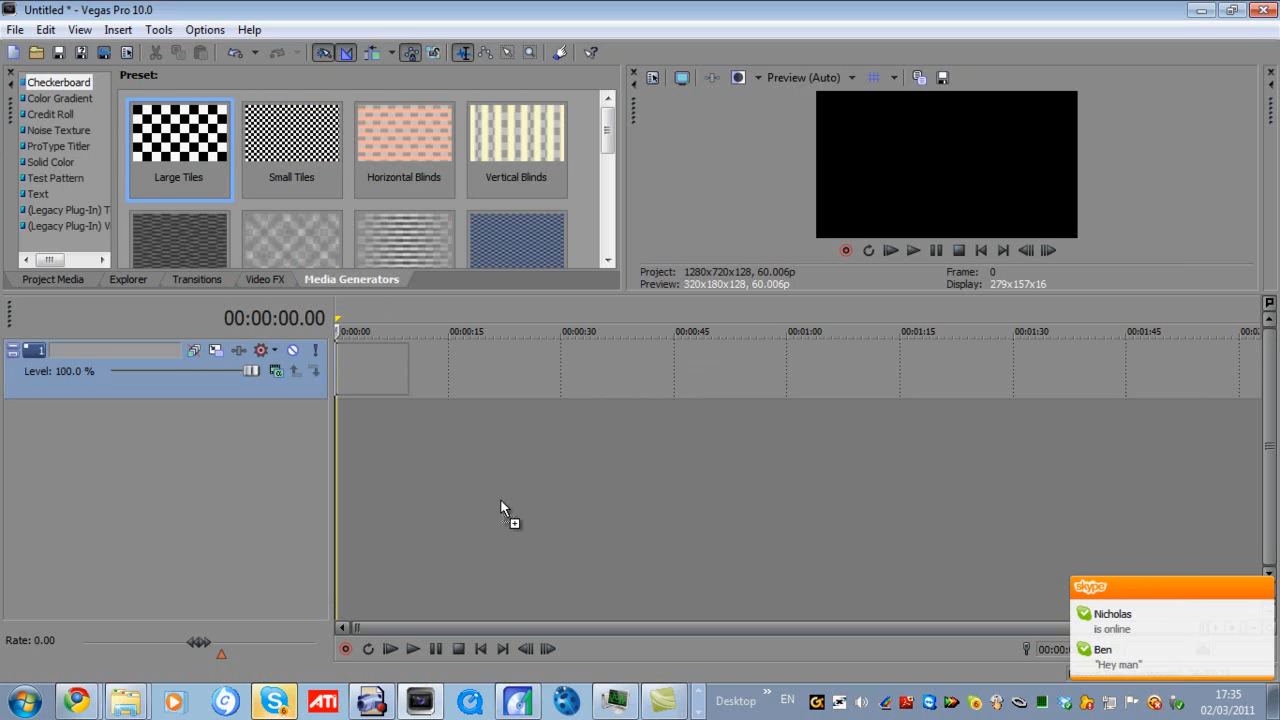 Untitled * - Vegas Pro 10.0
File Edit View Insert Tools Options Help
Checkerboard
Color Gradient
Credit Roll
Noise Texture
ProType Titler
Solid Color
Test Pattern
Text
(Legacy Plug-In) T
(Legacy Plug-In) V
Preset:
Large Tiles Small Tiles Horizontal Blinds Vertical Blinds
Project Media Explorer Transitions Video FX Media Generators
Preview (Auto)
Project: 1280x720x128, 60.006p Frame: 0
Preview: 320x180x128, 60.006p Display: 279x157x16
00:00:00.00
0:00:00 00:00:15 00:00:30 00:00:45 00:01:00 00:01:15 00:01:30 00:01:45
1
Level: 100.0 %
Rate: 0.00
skype
Nicholas
is online
Ben
"Hey man"
ATI
6
Desktop » EN
17:35
02/03/2011